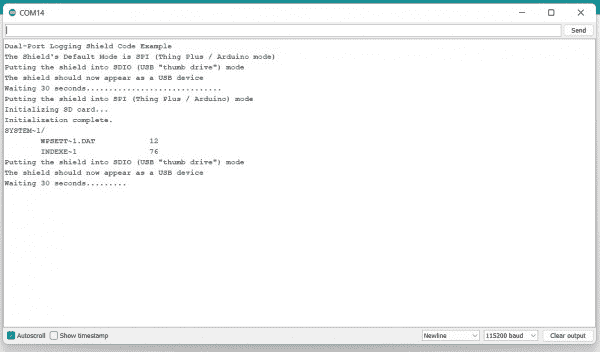 COM14
Send
Dual-Port Logging Shield Code Example
The Shield's Default Mode is SPI (Thing Plus / Arduino mode)
Putting the shield into SDIO (USB "thumb drive") mode
The shield should now appear as a USB device
Waiting 30 seconds..............................
Putting the shield into SPI (Thing Plus / Arduino) mode
Initializing SD card...
Initialization complete.
SYSTEM~1/
WPSETT~1.DAT 12
INDEXE~1 76
Putting the shield into SDIO (USB "thumb drive") mode
The shield should now appear as a USB device
Waiting 30 seconds.........
Autoscroll Show timestamp Newline 115200 baud Clear output